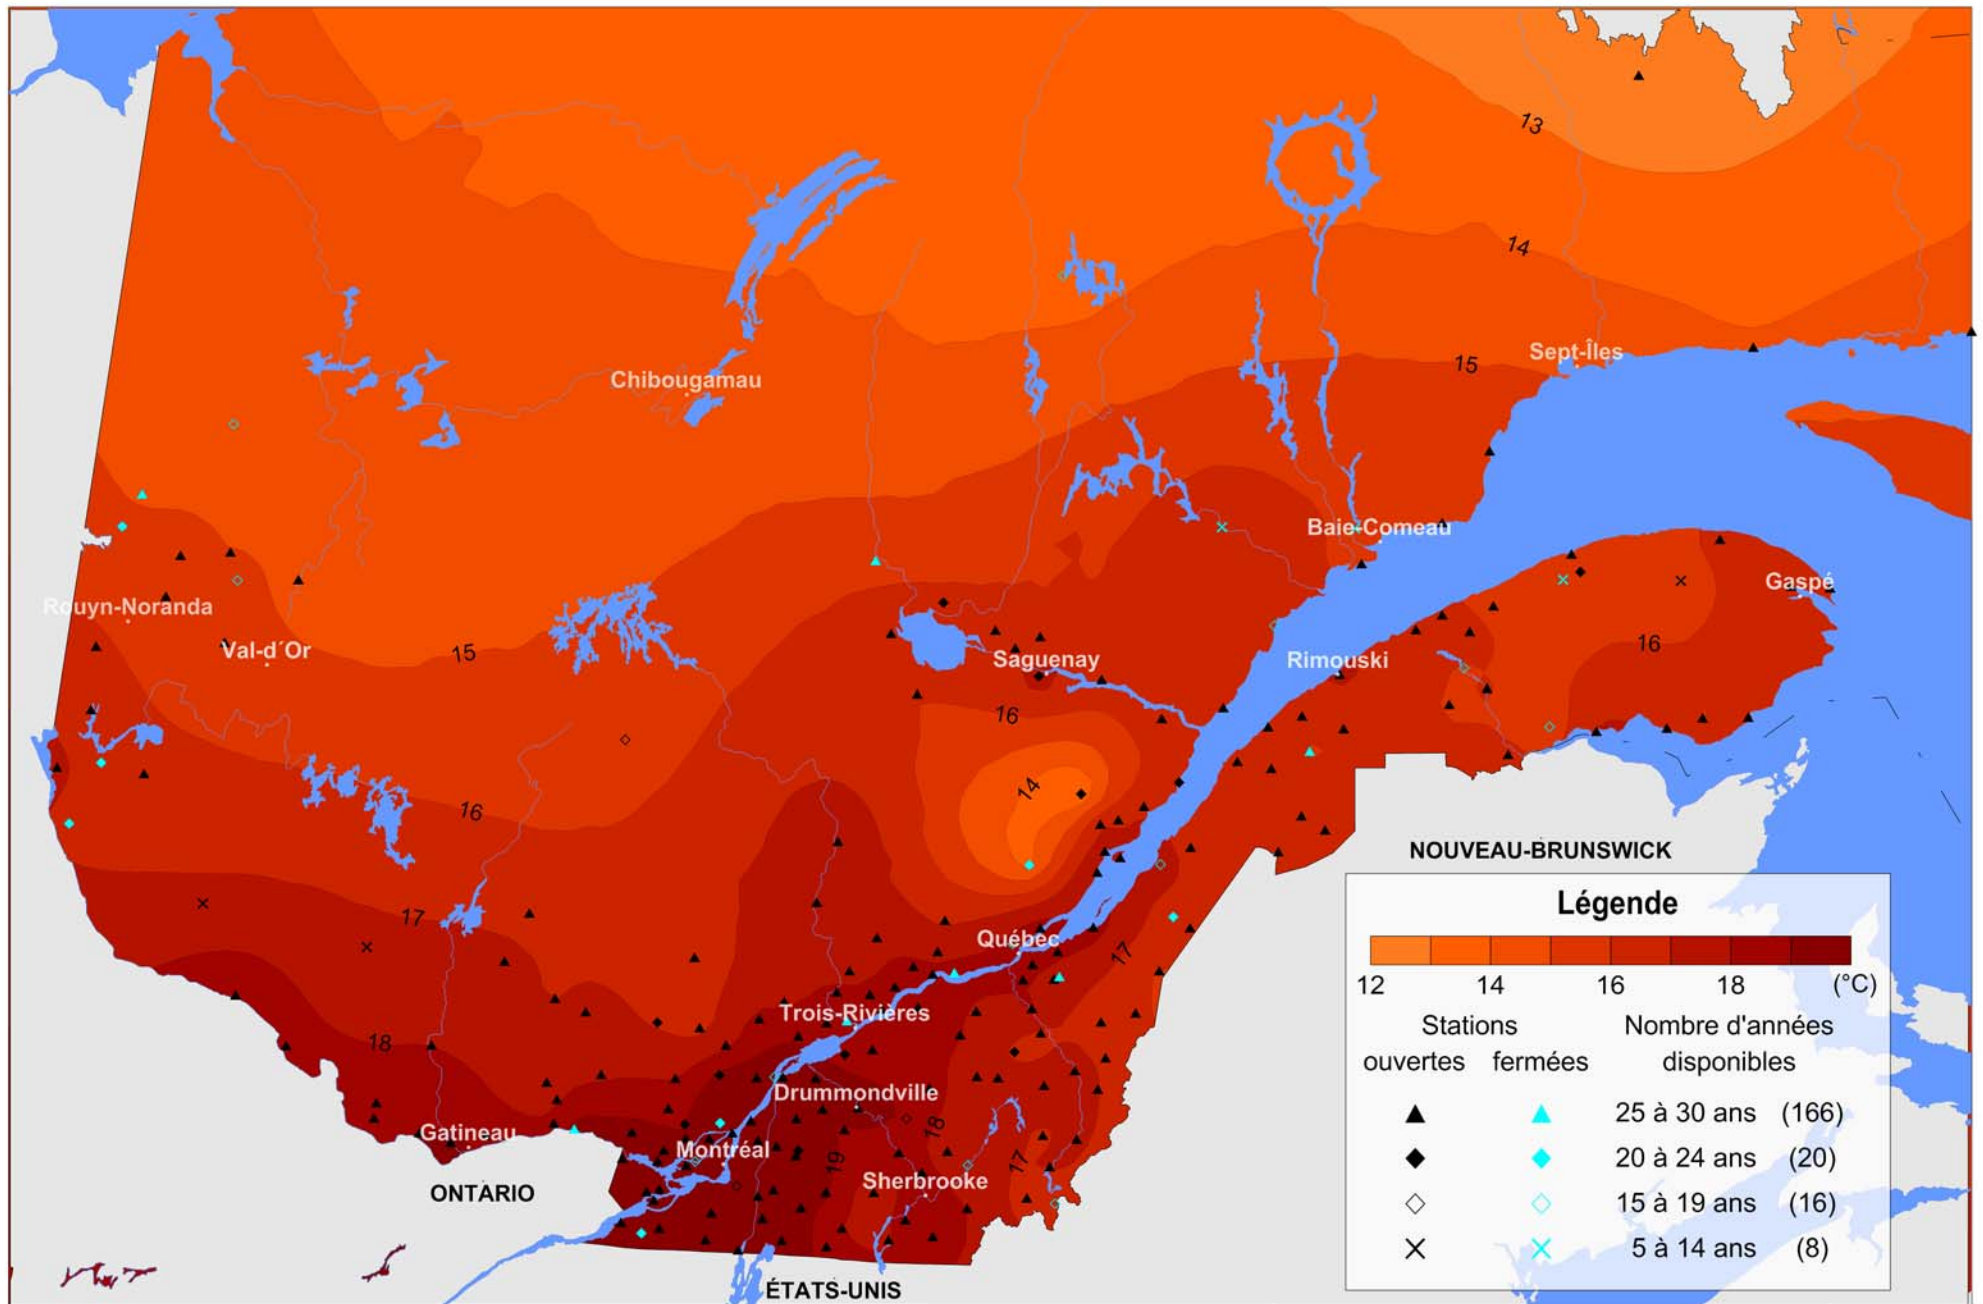 13
14
15
Sept-Îles
Chibougamau
Baie-Comeau
Gaspé
Rouyn-Noranda
Val-d´Or
15
Saguenay
Rimouski
16
16
14
16
17
Québec
17
18
Trois-Rivières
Drummondville
18
Gatineau
Montréal
19
17
Sherbrooke
ONTARIO
ÉTATS-UNIS
NOUVEAU-BRUNSWICK
Légende
12 14 16 18 (°C)
Stations Nombre d'années
ouvertes fermées disponibles
25 à 30 ans (166)
20 à 24 ans (20)
15 à 19 ans (16)
5 à 14 ans (8)